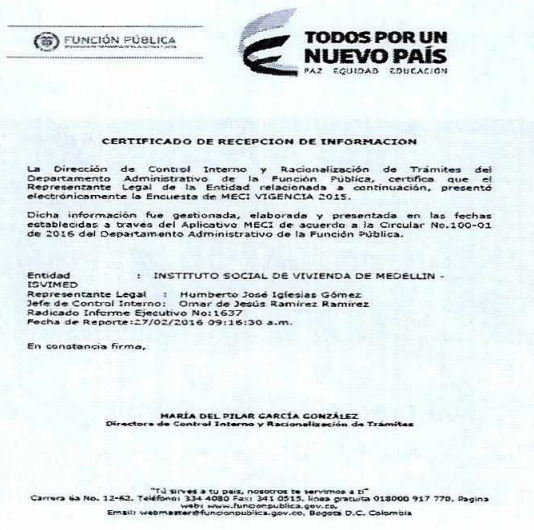 FUNCIÓN PÚBLICA
TODOS POR UN
NUEVO PAÍS
PAZ EQUIDAD EDUCACIÓN
CERTIFICADO DE RECEPCION DE INFORMACION
La Dirección de Control Interno y Racionalización de Trámites del
Departamento Administrativo de la Función Pública, certifica que el
Representante Legal de la Entidad relacionada a continuación, presentó
electrónicamente la Encuesta de MECI VIGENCIA 2015.
Dicha información fue gestionada, elaborada y presentada en las fechas
establecidas a través del Aplicativo MECI de acuerdo a la Circular No.100-01
de 2016 del Departamento Administrativo de la Función Pública.
Entidad : INSTITUTO SOCIAL DE VIVIENDA DE MEDELLIN -
ISVIMED
Representante Legal : Humberto José Iglesias Gómez
Jefe de Control Interno: Omar de Jesús Ramírez Ramírez
Radicado Informe Ejecutivo No:1637
Fecha de Reporte:27/02/2016 09:16:30 a.m.
En constancia firma,
MARÍA DEL PILAR GARCÍA GONZÁLEZ
Directora de Control Interno y Racionalización de Trámites
"Tú sirves a tu país, nosotros te servimos a ti"
Carrera 6a No. 12-62, Teléfono: 334 4080 Fax: 341 0515, línea gratuita 018000 917 770, Página
web: www.funcionpublica.gov.co,
Email: webmaster@funcionpublica.gov.co, Bogotá D.C. Colombia